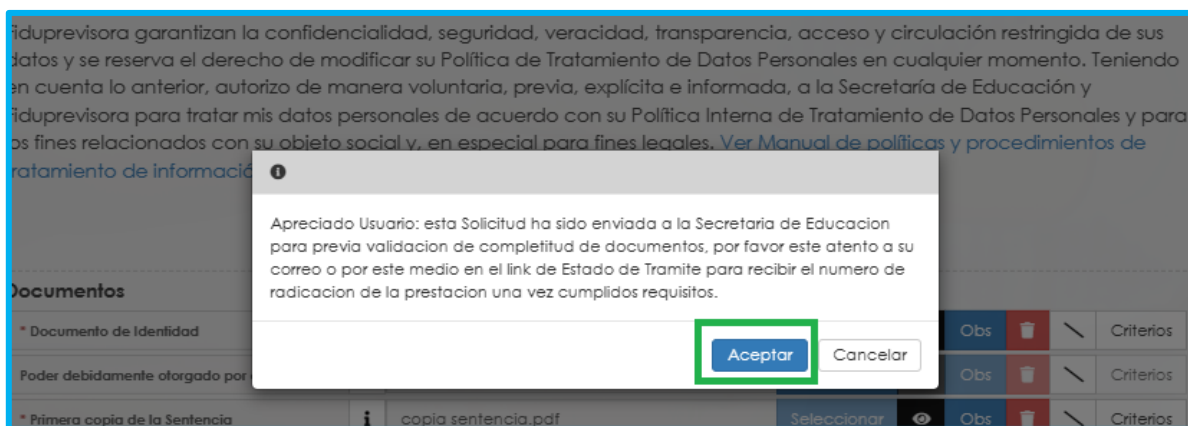 fiduprevisora garantizan la confidencialidad, seguridad, veracidad, transparencia, acceso y circulación restringida de sus
datos y se reserva el derecho de modificar su Política de Tratamiento de Datos Personales en cualquier momento. Teniendo
en cuenta lo anterior, autorizo de manera voluntaria, previa, explícita e informada, a la Secretaría de Educación y
fiduprevisora para tratar mis datos personales de acuerdo con su Política Interna de Tratamiento de Datos Personales y para
los fines relacionados con su objeto social y, en especial para fines legales. Ver Manual de políticas y procedimientos de
tratamiento de
Apreciado Usuario: esta Solicitud ha sido enviada a la Secretaria de Educacion
para previa validacion de completitud de documentos, por favor este atento a su
correo o por este medio en el link de Estado de Tramite para recibir el numero de
radicacion de la prestacion una vez cumplidos requisitos.
Aceptar Cancelar
Documentos
* Documento de Identidad Obs Criterios
Poder debidamente otorgado por Obs Criterios
* Primera copia de la Sentencia copia sentencia.pdf Seleccionar Obs Criterios